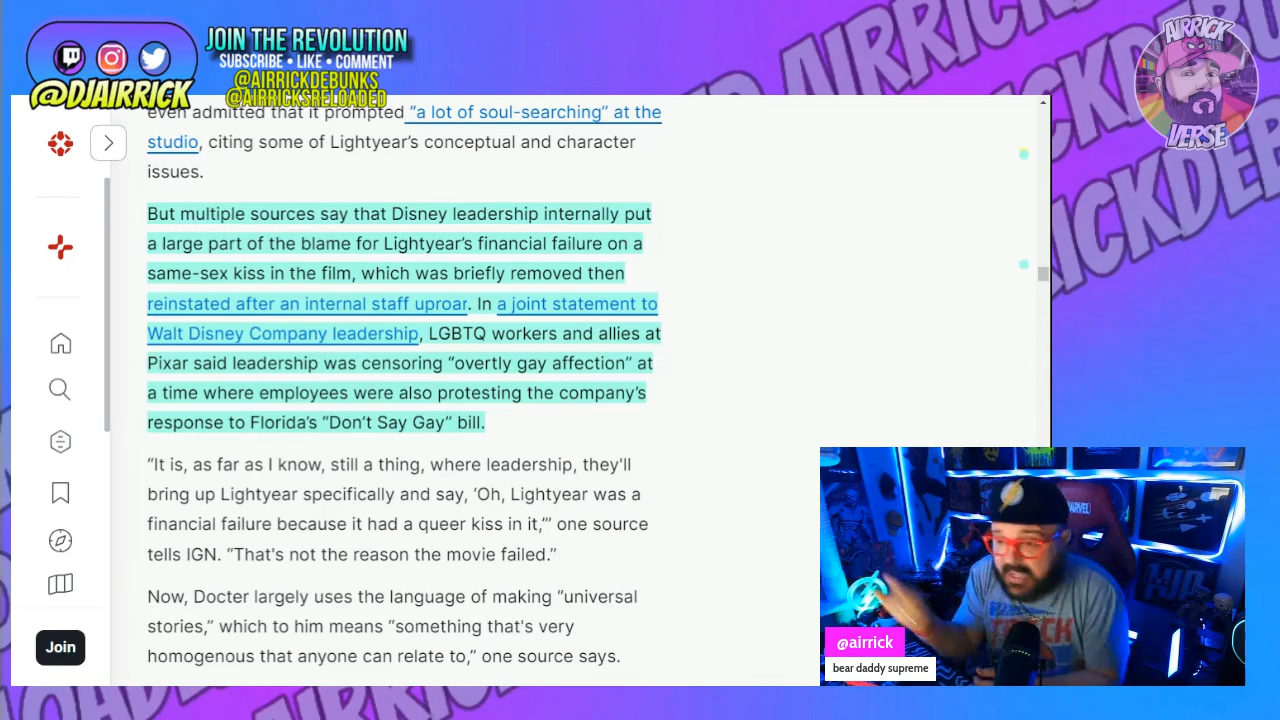 JOIN THE REVOLUTION
SUBSCRIBE • LIKE • COMMENT
@AIRRICKDEBUNKS
@AIRRICKSRELOADED
@DJAIRRICK
AIRRICK
VERSE
even admitted that it prompted “a lot of soul-searching” at the
studio, citing some of Lightyear’s conceptual and character
issues.
But multiple sources say that Disney leadership internally put
a large part of the blame for Lightyear’s financial failure on a
same-sex kiss in the film, which was briefly removed then
reinstated after an internal staff uproar. In a joint statement to
Walt Disney Company leadership, LGBTQ workers and allies at
Pixar said leadership was censoring “overtly gay affection” at
a time where employees were also protesting the company’s
response to Florida’s “Don’t Say Gay” bill.
“It is, as far as I know, still a thing, where leadership, they'll
bring up Lightyear specifically and say, ‘Oh, Lightyear was a
financial failure because it had a queer kiss in it,’” one source
tells IGN. “That's not the reason the movie failed.”
Now, Docter largely uses the language of making “universal
stories,” which to him means “something that's very
homogenous that anyone can relate to,” one source says.
Join
MARVEL
1UP
@airrick
bear daddy supreme